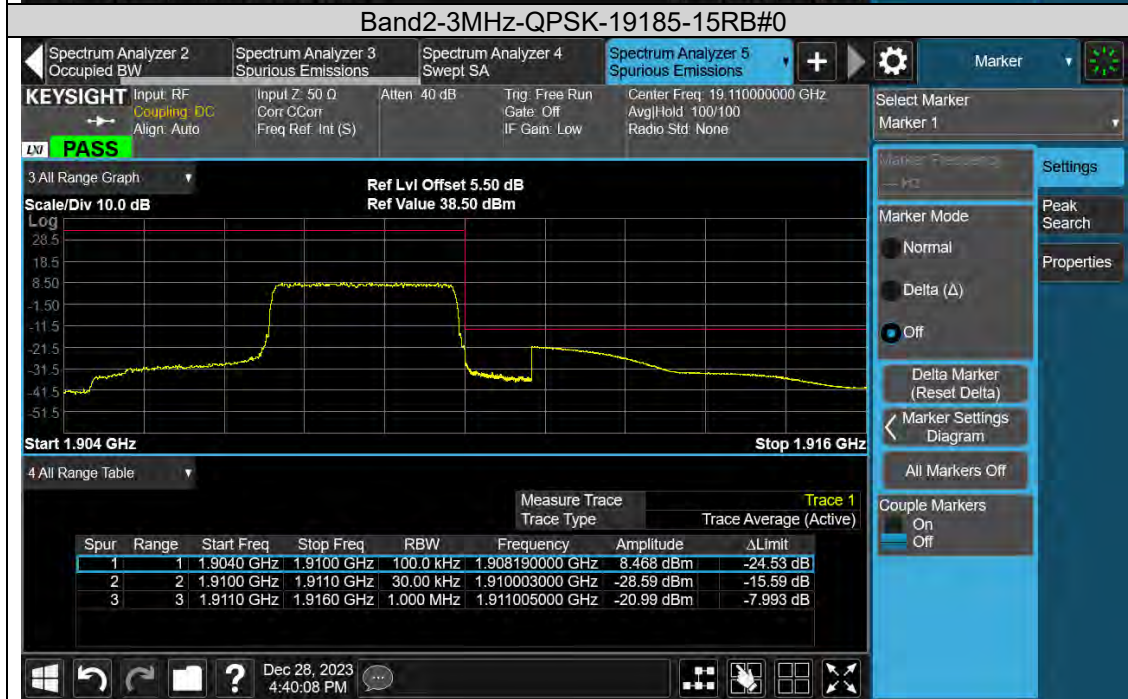 Band2-3MHz-QPSK-19185-15RB#0
Spectrum Analyzer 2
Occupied BW
Spectrum Analyzer 3
Spurious Emissions
Spectrum Analyzer 4
Swept SA
Spectrum Analyzer 5
Spurious Emissions
+
Marker
KEYSIGHT
Input: RF
Coupling: DC
Align: Auto
Input Z: 50 Ω
Corr CCorr
Freq Ref: Int (S)
Atten: 40 dB
Trig: Free Run
Gate: Off
IF Gain: Low
Center Freq: 19.110000000 GHz
Avg|Hold: 100/100
Radio Std: None
LXI
PASS
Select Marker
Marker 1
Marker Frequency
--- Hz
Settings
Peak
Search
Properties
Marker Mode
Normal
Delta (Δ)
Off
Delta Marker
(Reset Delta)
Marker Settings
Diagram
All Markers Off
Couple Markers
On
Off
3 All Range Graph
Scale/Div 10.0 dB
Ref Lvl Offset 5.50 dB
Ref Value 38.50 dBm
Log
28.5
18.5
8.50
-1.50
-11.5
-21.5
-31.5
-41.5
-51.5
Start 1.904 GHz
Stop 1.916 GHz
4 All Range Table
Measure Trace Trace 1
Trace Type Trace Average (Active)
Spur Range Start Freq Stop Freq RBW Frequency Amplitude ΔLimit
1 1 1.9040 GHz 1.9100 GHz 100.0 kHz 1.908190000 GHz 8.468 dBm -24.53 dB
2 2 1.9100 GHz 1.9110 GHz 30.00 kHz 1.910003000 GHz -28.59 dBm -15.59 dB
3 3 1.9110 GHz 1.9160 GHz 1.000 MHz 1.911005000 GHz -20.99 dBm -7.993 dB
?
Dec 28, 2023
4:40:08 PM